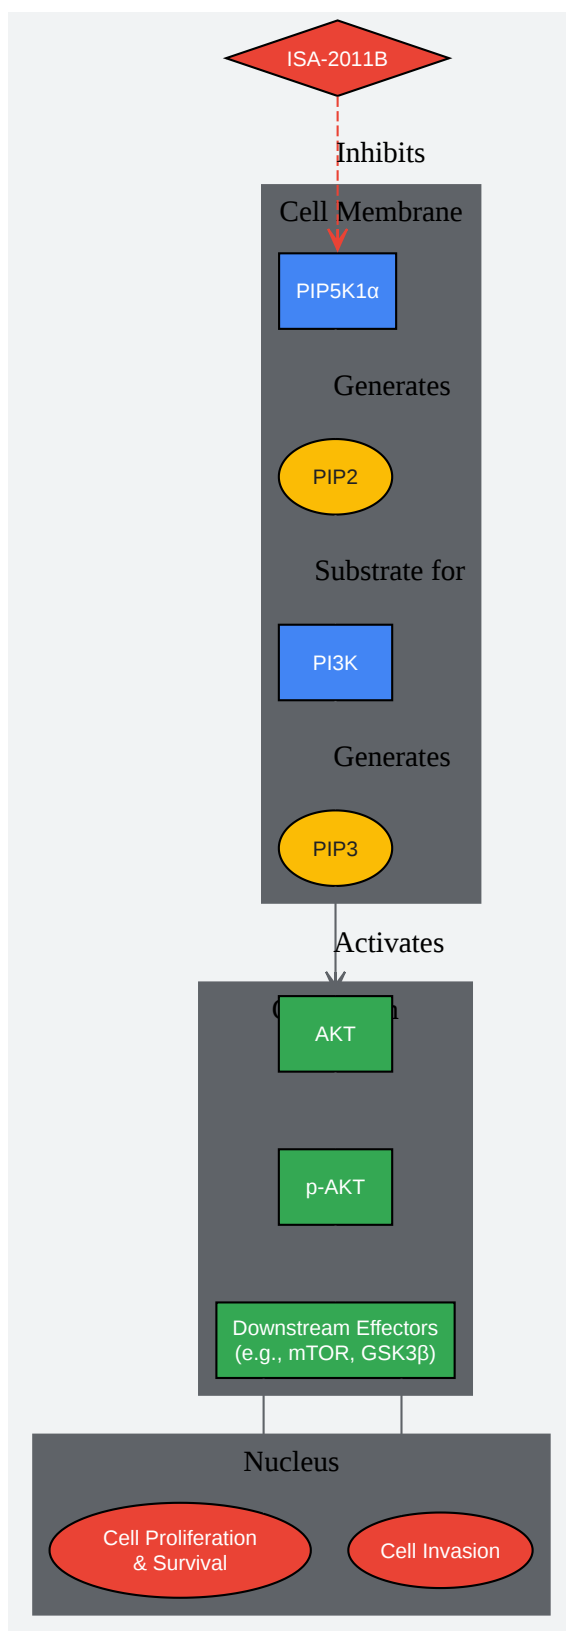 ISA-2011B
Inhibits
Cell Membrane
PIP5K1α
Generates
PIP2
Substrate for
PI3K
Generates
PIP3
Activates
AKT
p-AKT
Downstream Effectors
(e.g., mTOR, GSK3β)
Nucleus
Cell Proliferation
& Survival
Cell Invasion